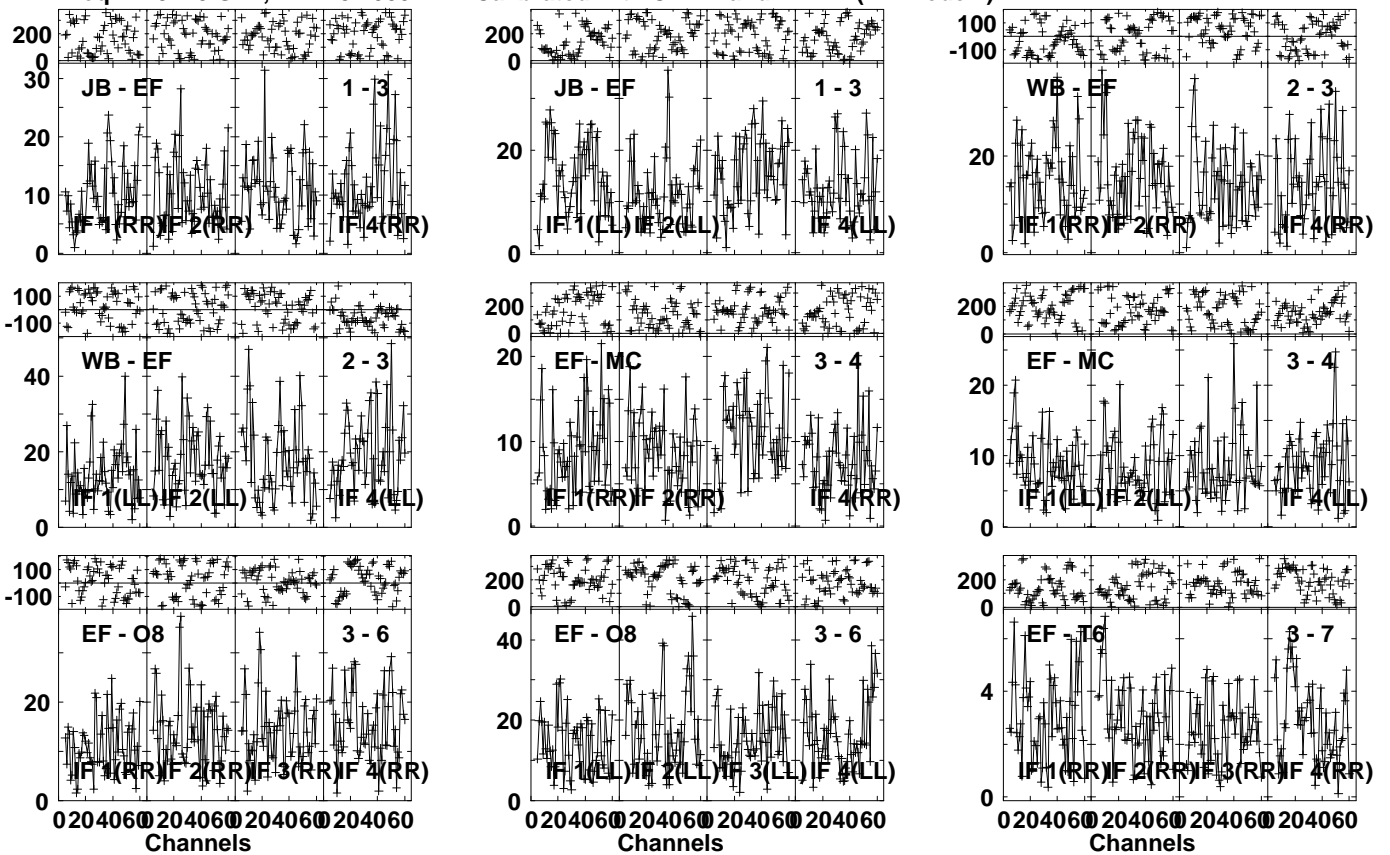 200
0
JB - EF 1 - 3
30
20
10
0
IF 1(RR) IF 2(RR) IF 4(RR)
200
0
JB - EF 1 - 3
20
0
IF 1(LL) IF 2(LL) IF 4(LL)
100
-100
WB - EF 2 - 3
20
0
IF 1(RR) IF 2(RR) IF 4(RR)
100
-100
WB - EF 2 - 3
40
20
0
IF 1(LL) IF 2(LL) IF 4(LL)
200
0
EF - MC 3 - 4
20
10
0
IF 1(RR) IF 2(RR) IF 4(RR)
200
0
EF - MC 3 - 4
20
10
0
IF 1(LL) IF 2(LL) IF 4(LL)
100
-100
EF - O8 3 - 6
20
0
IF 1(RR) IF 2(RR) IF 3(RR) IF 4(RR)
0 20 40 60 0 20 40 60 0 20 40 60 0 20 40 60
Channels
200
0
EF - O8 3 - 6
40
20
0
IF 1(LL) IF 2(LL) IF 3(LL) IF 4(LL)
0 20 40 60 0 20 40 60 0 20 40 60 0 20 40 60
Channels
200
0
EF - T6 3 - 7
4
0
IF 1(RR) IF 2(RR) IF 3(RR) IF 4(RR)
0 20 40 60 0 20 40 60 0 20 40 60 0 20 40 60
Channels